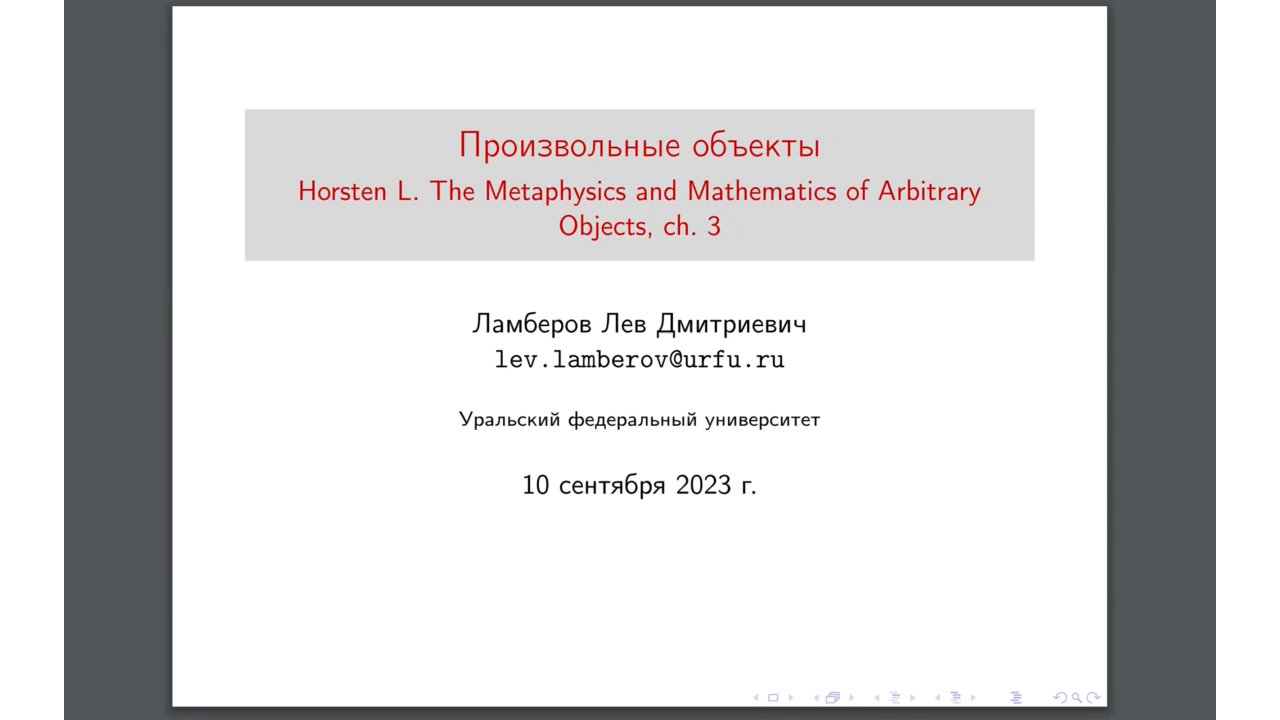 Произвольные объекты
Horsten L. The Metaphysics and Mathematics of Arbitrary
Objects, ch. 3
Ламберов Лев Дмитриевич
lev.lamberov@urfu.ru
Уральский федеральный университет
10 сентября 2023 г.